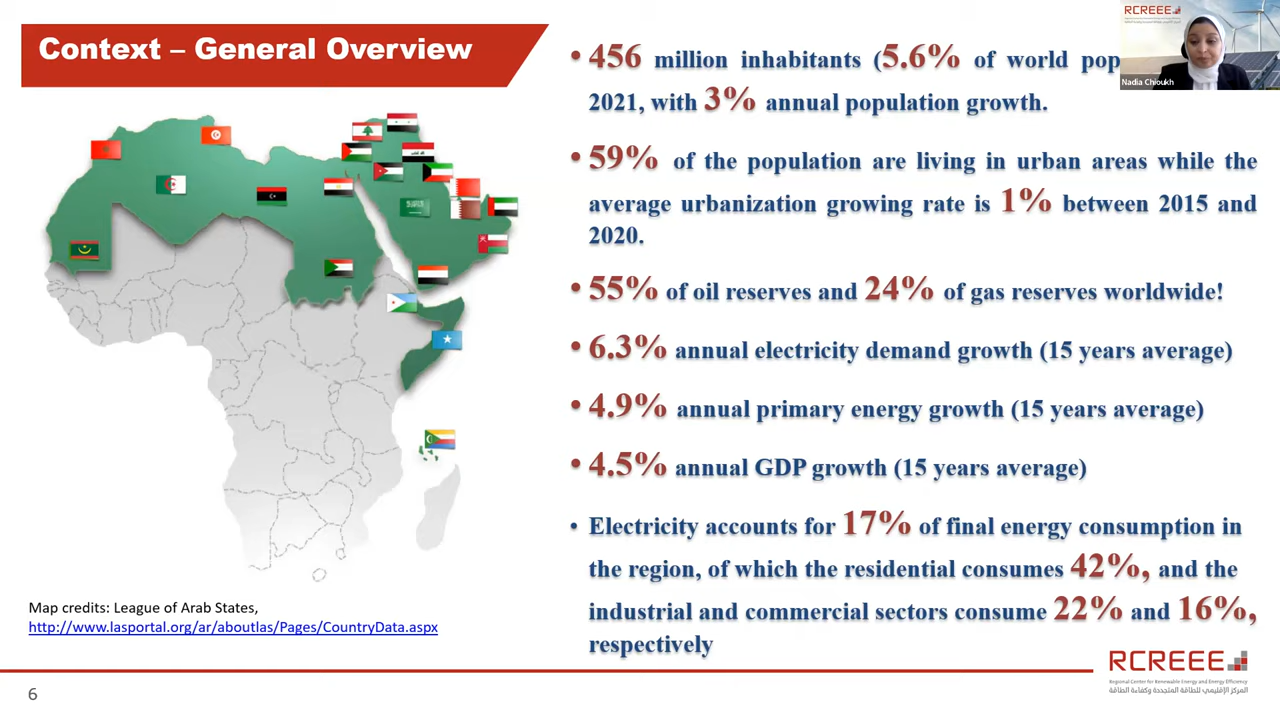 Context – General Overview
• 456 million inhabitants (5.6% of world pop
2021, with 3% annual population growth.
• 59% of the population are living in urban areas while the
average urbanization growing rate is 1% between 2015 and
2020.
• 55% of oil reserves and 24% of gas reserves worldwide!
• 6.3% annual electricity demand growth (15 years average)
• 4.9% annual primary energy growth (15 years average)
• 4.5% annual GDP growth (15 years average)
• Electricity accounts for 17% of final energy consumption in
the region, of which the residential consumes 42%, and the
industrial and commercial sectors consume 22% and 16%,
respectively
Map credits: League of Arab States,
http://www.lasportal.org/ar/aboutlas/Pages/CountryData.aspx
RCREEE
Nadia Chioukh
RCREEE
Regional Center for Renewable Energy and Energy Efficiency
المركز الإقليمي للطاقة المتجددة وكفاءة الطاقة
6